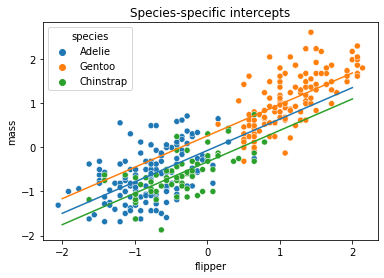 Species-specific intercepts
species
Adelie
Gentoo
Chinstrap
mass
2
1
0
−1
−2
−2
−1
0
1
2
flipper